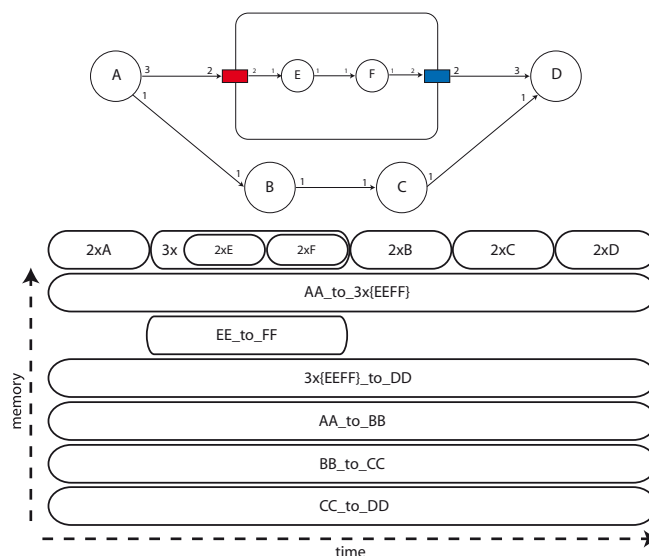 A 3 2 2 1 E 1 1 F 1 2 2 3 D
1 1
1 B 1 1 C 1
2xA 3x 2xE 2xF 2xB 2xC 2xD
AA_to_3x{EEFF}
EE_to_FF
3x{EEFF}_to_DD
AA_to_BB
BB_to_CC
CC_to_DD
memory
time